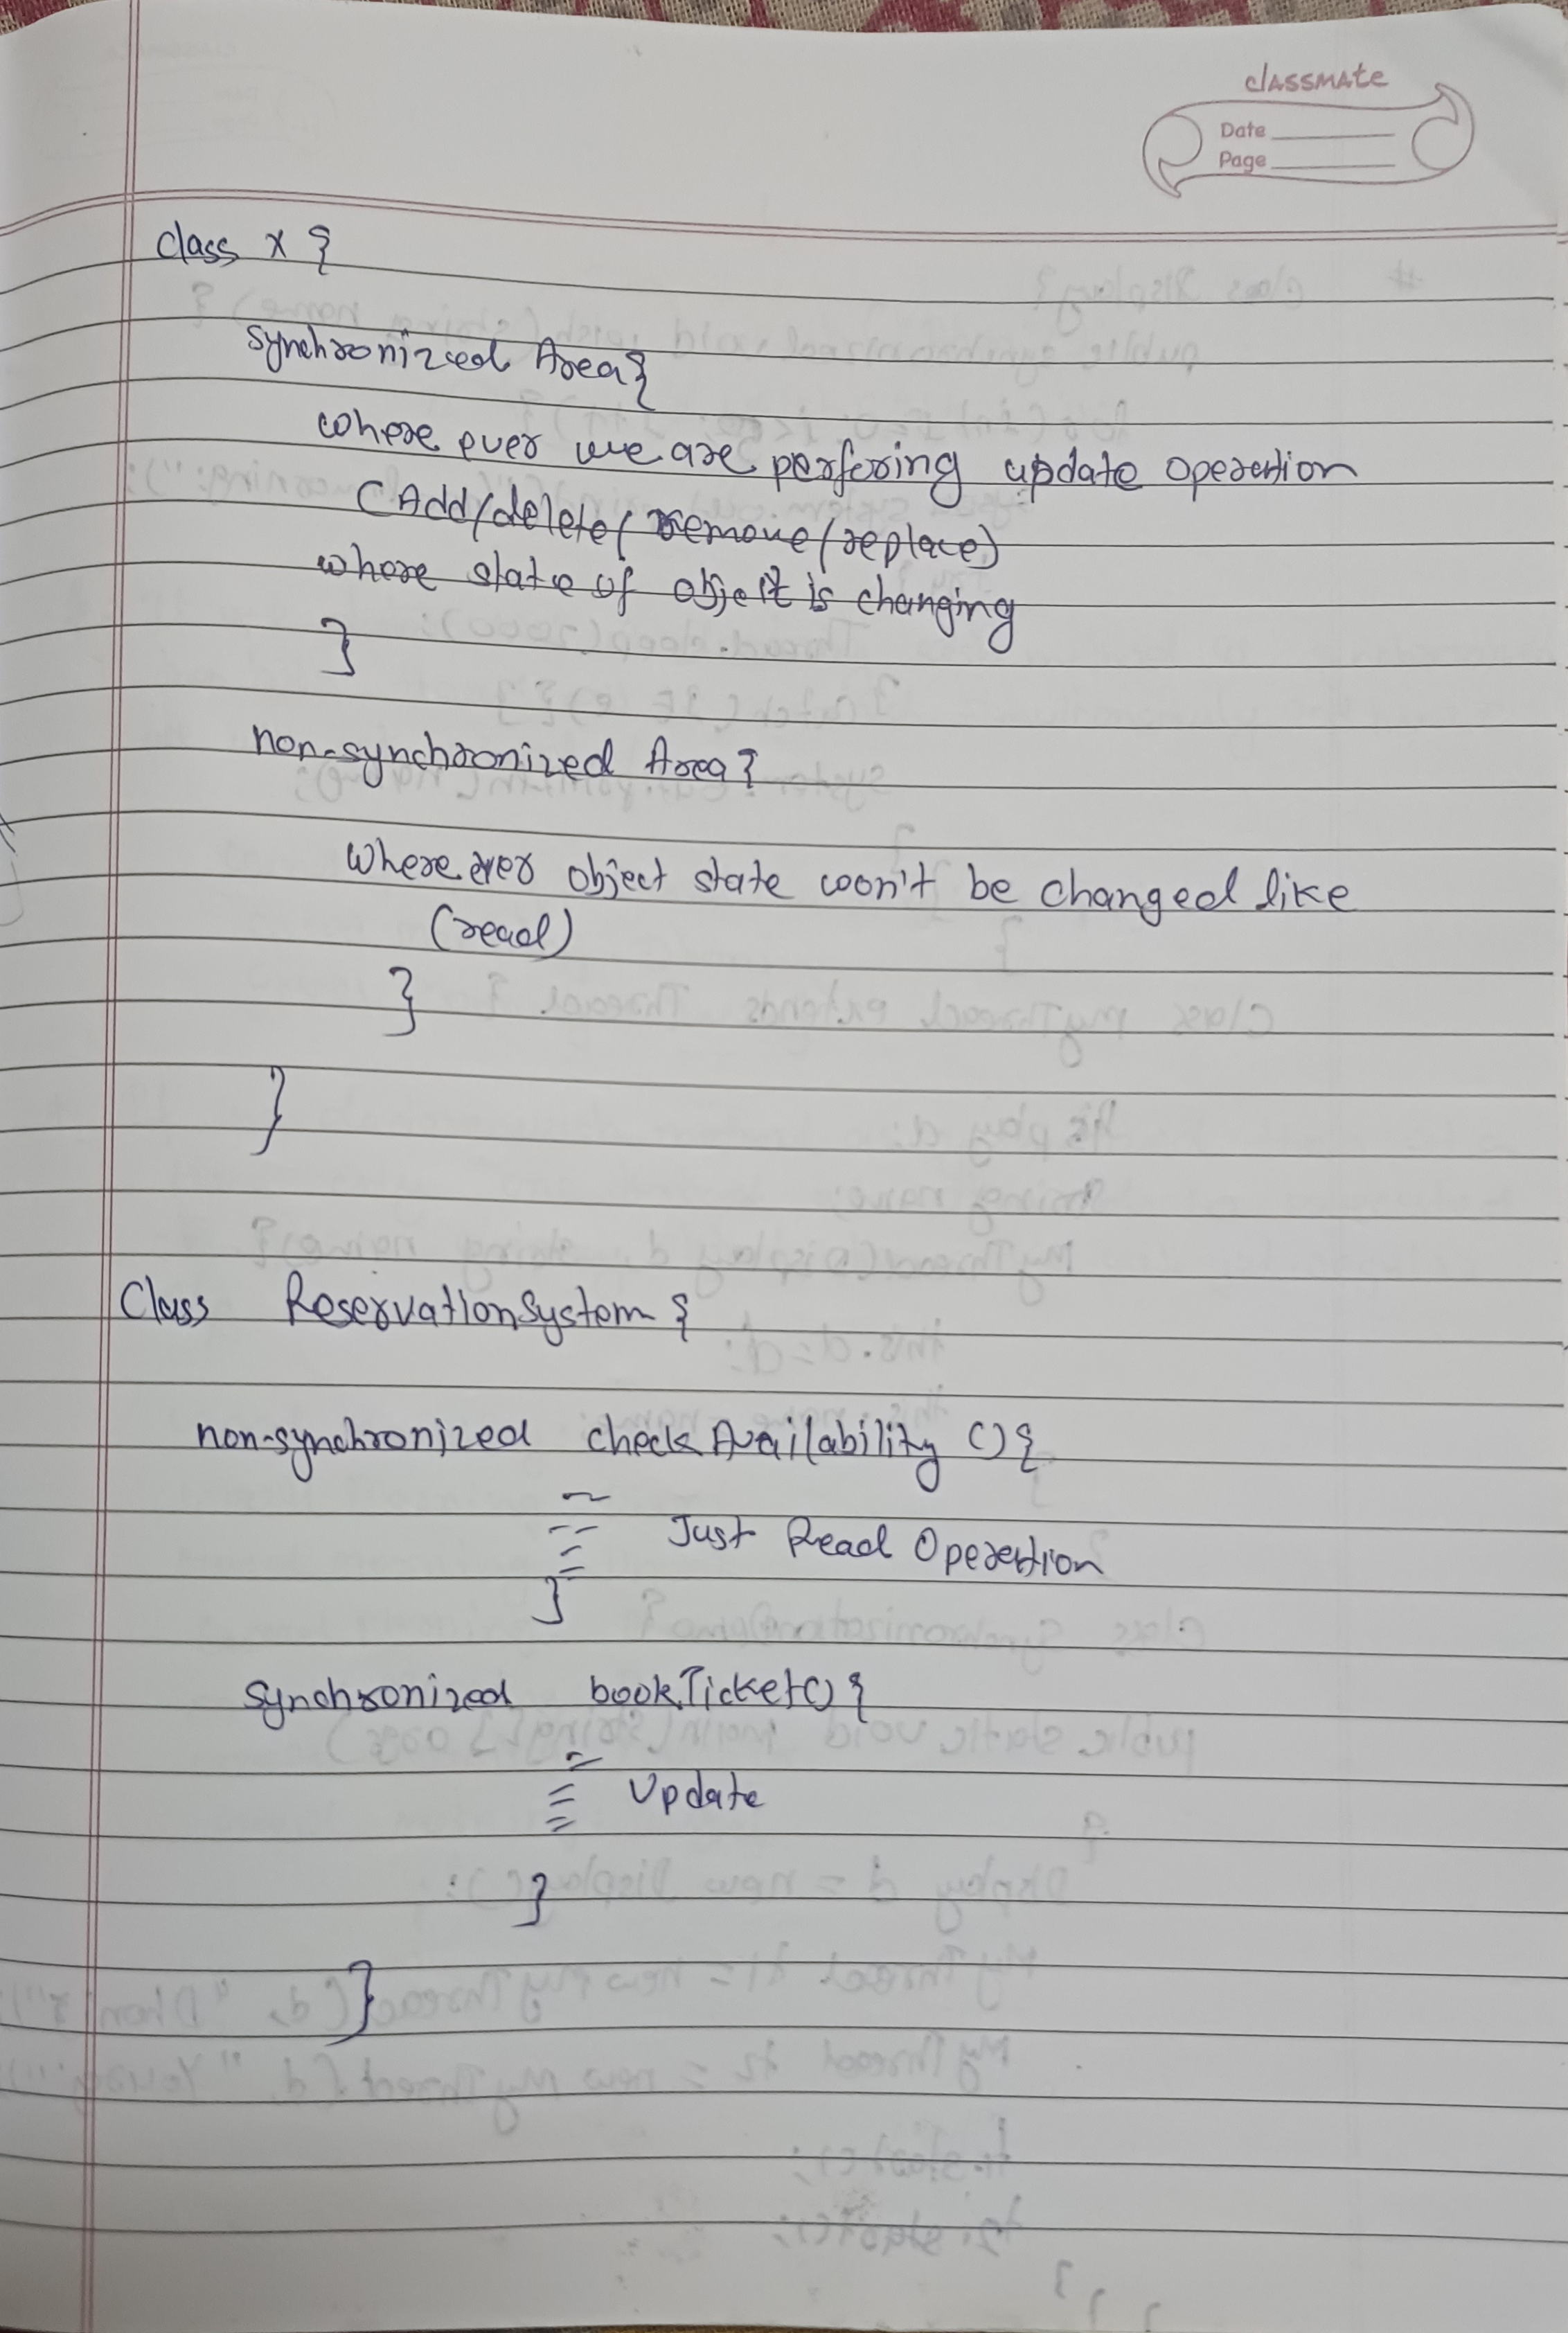 classmate
Date
Page
class X {
synchronized Area {
where ever we are perforing update operation
(Add/delete/remove/replace)
where state of object is changing
}
non-synchronized Area {
where ever object state won't be changed like
(read)
}
}
Class ReservationSystem {
non-synchronized checkAvailability () {
Just Read Operation
}
synchronized bookTicket() {
Update
}
}